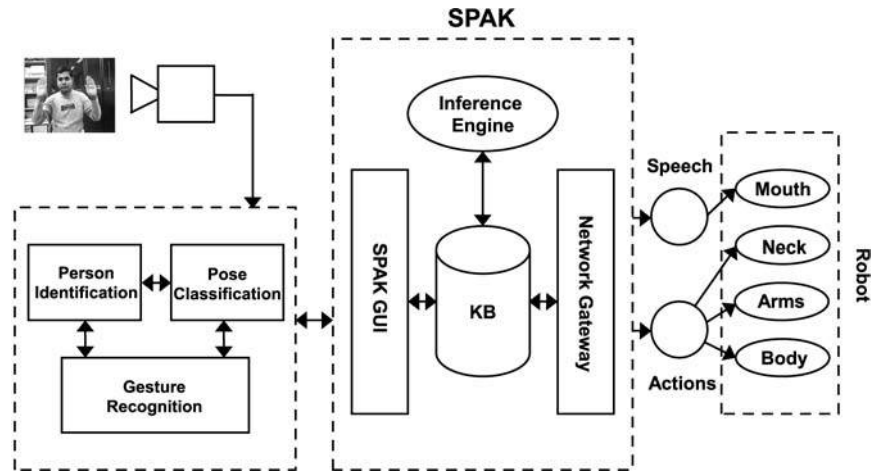 SPAK
Inference
Engine
Speech
Mouth
Neck
Person
Identification
Pose
Classification
SPAK GUI
KB
Network Gateway
Arms
Robot
Gesture
Recognition
Body
Actions